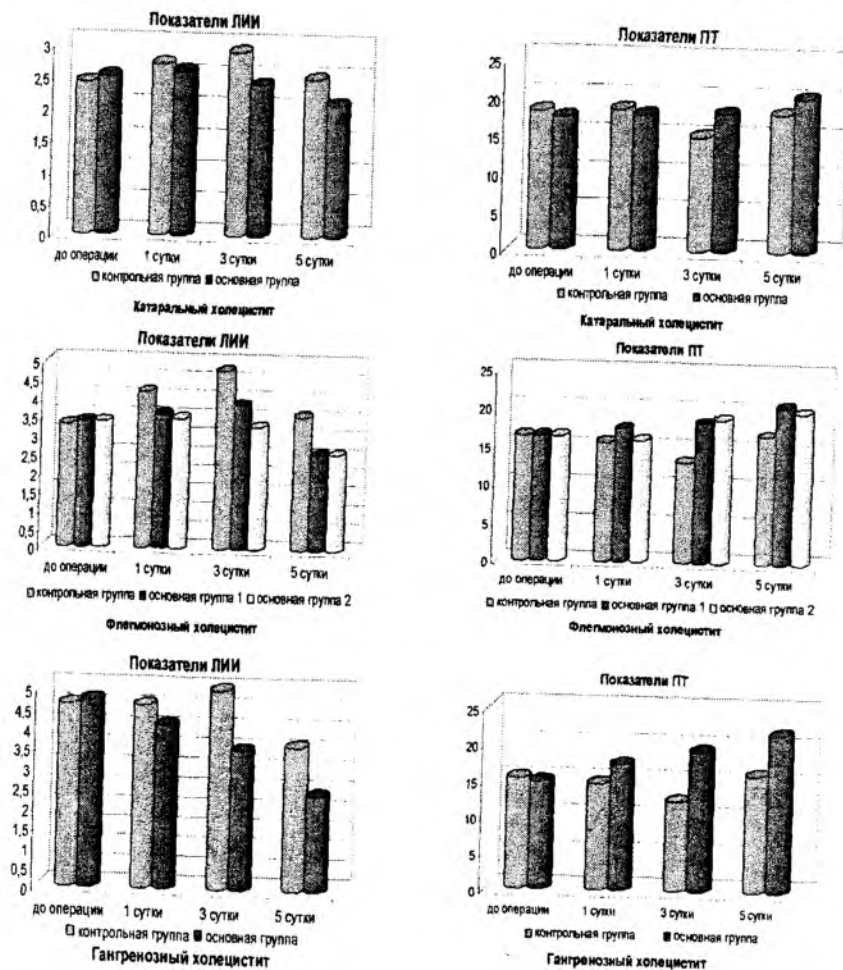 Показатели ЛИИ
3
2,5
2
1,5
1
0,5
0
до операции 1 сутки 3 сутки 5 сутки
контрольная группа основная группа
Катаральный холецистит
Показатели ПТ
25
20
15
10
5
0
до операции 1 сутки 3 сутки 5 сутки
контрольная группа основная группа
Катаральный холецистит
Показатели ЛИИ
5
4,5
4
3,5
3
2,5
2
1,5
1
0,5
0
до операции 1 сутки 3 сутки 5 сутки
контрольная группа основная группа 1 основная группа 2
Флегмонозный холецистит
Показатели ПТ
25
20
15
10
5
0
до операции 1 сутки 3 сутки 5 сутки
контрольная группа основная группа 1 основная группа 2
Флегмонозный холецистит
Показатели ЛИИ
5
4,5
4
3,5
3
2,5
2
1,5
1
0,5
0
до операции 1 сутки 3 сутки 5 сутки
контрольная группа основная группа
Гангренозный холецистит
Показатели ПТ
25
20
15
10
5
0
до операции 1 сутки 3 сутки 5 сутки
контрольная группа основная группа
Гангренозный холецистит